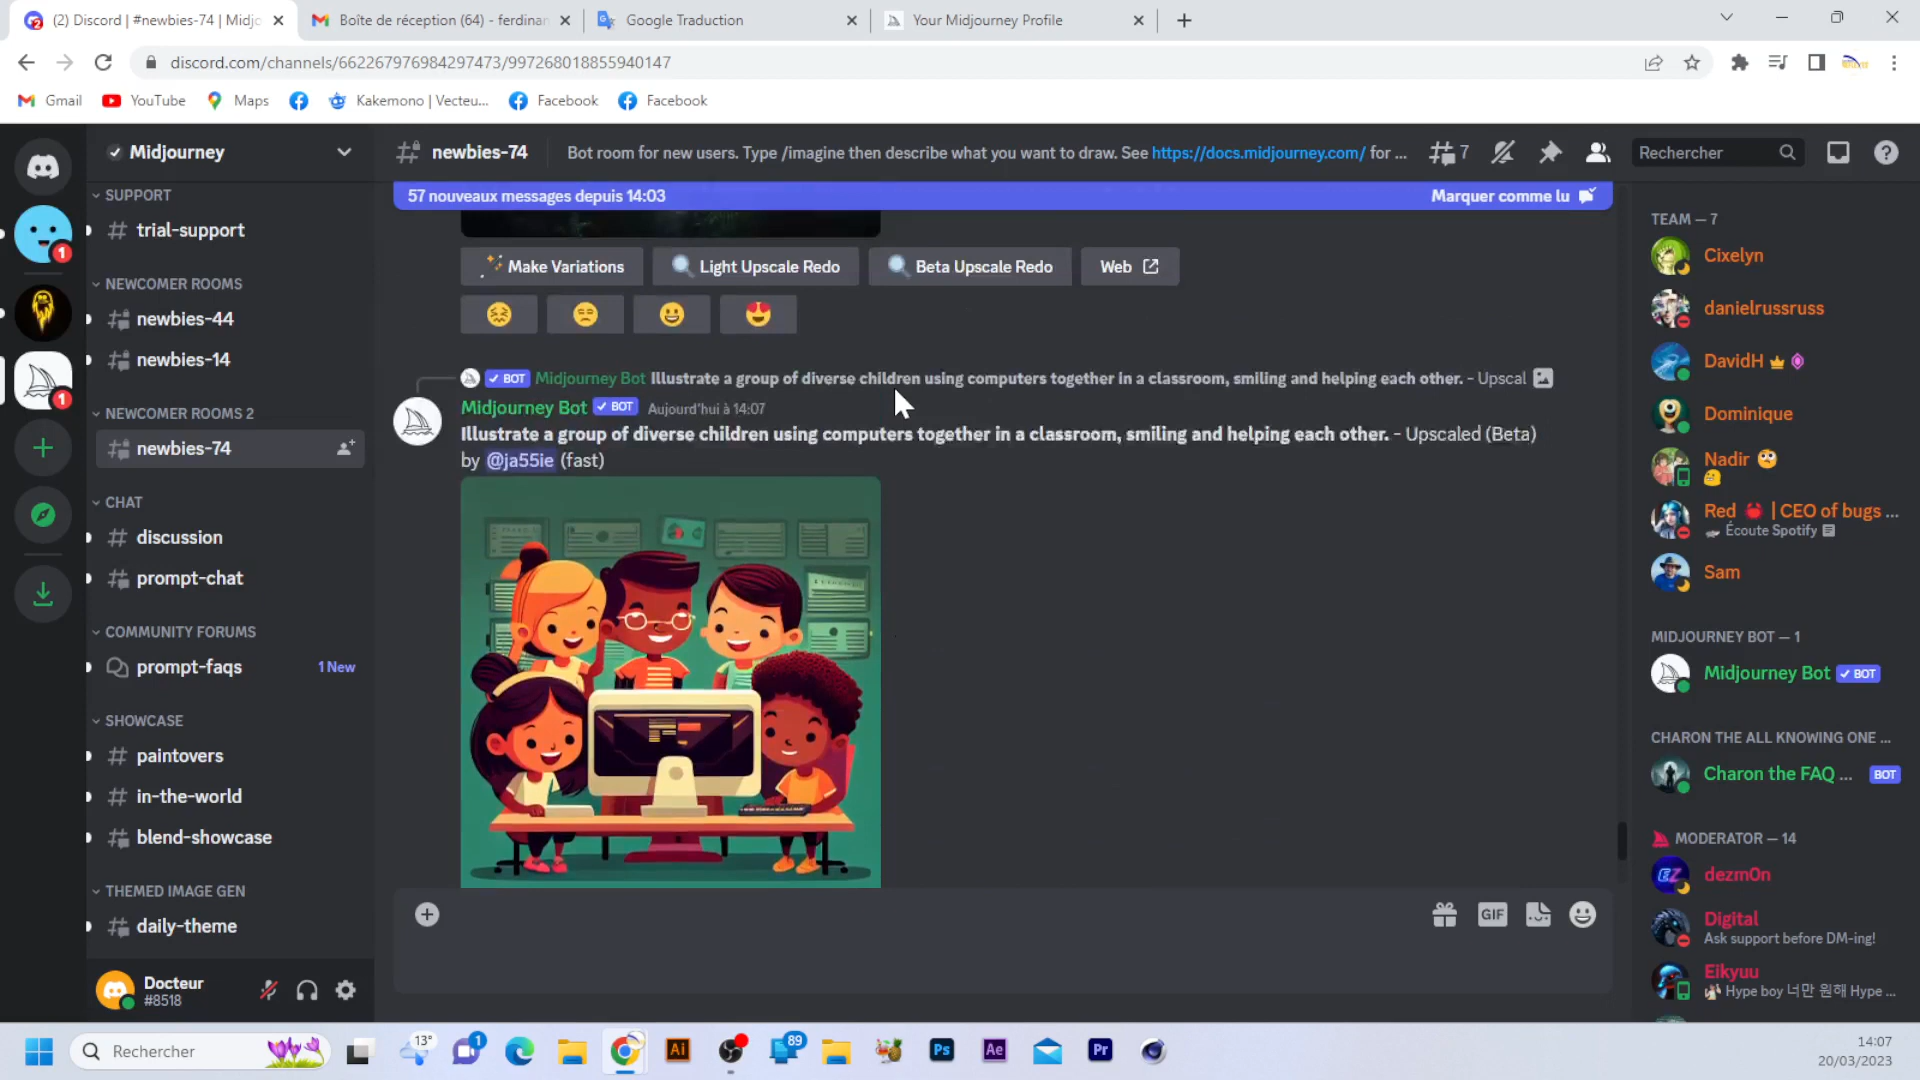 (2) Discord | #newbies-74 | Midjo
Boîte de réception (64) - ferdinan
Google Traduction
Your Midjourney Profile
discord.com/channels/662267976984297473/997268018855940147
Gmail
YouTube
Maps
Kakemono | Vecteu...
Facebook
Facebook
Midjourney
newbies-74
Bot room for new users. Type /imagine then describe what you want to draw. See https://docs.midjourney.com/ for ...
7
Rechercher
57 nouveaux messages depuis 14:03
Marquer comme lu
SUPPORT
trial-support
NEWCOMER ROOMS
newbies-44
newbies-14
NEWCOMER ROOMS 2
newbies-74
CHAT
discussion
prompt-chat
COMMUNITY FORUMS
prompt-faqs
1 New
SHOWCASE
paintovers
in-the-world
blend-showcase
THEMED IMAGE GEN
daily-theme
Docteur
#8518
1
1
Make Variations
Light Upscale Redo
Beta Upscale Redo
Web
BOT Midjourney Bot Illustrate a group of diverse children using computers together in a classroom, smiling and helping each other. - Upscal
Midjourney Bot BOT Aujourd'hui à 14:07
Illustrate a group of diverse children using computers together in a classroom, smiling and helping each other. - Upscaled (Beta)
by @ja55ie (fast)
GIF
TEAM — 7
Cixelyn
danielrussruss
DavidH
Dominique
Nadir
Red | CEO of bugs ...
Écoute Spotify
Sam
MIDJOURNEY BOT — 1
Midjourney Bot BOT
CHARON THE ALL KNOWING ONE ...
Charon the FAQ ... BOT
MODERATOR — 14
dezm0n
Digital
Ask support before DM-ing!
Eikyuu
Hype boy 너만 원해 Hype ...
Rechercher
13°
1
89
Ai
Ps
Ae
Pr
14:07
20/03/2023